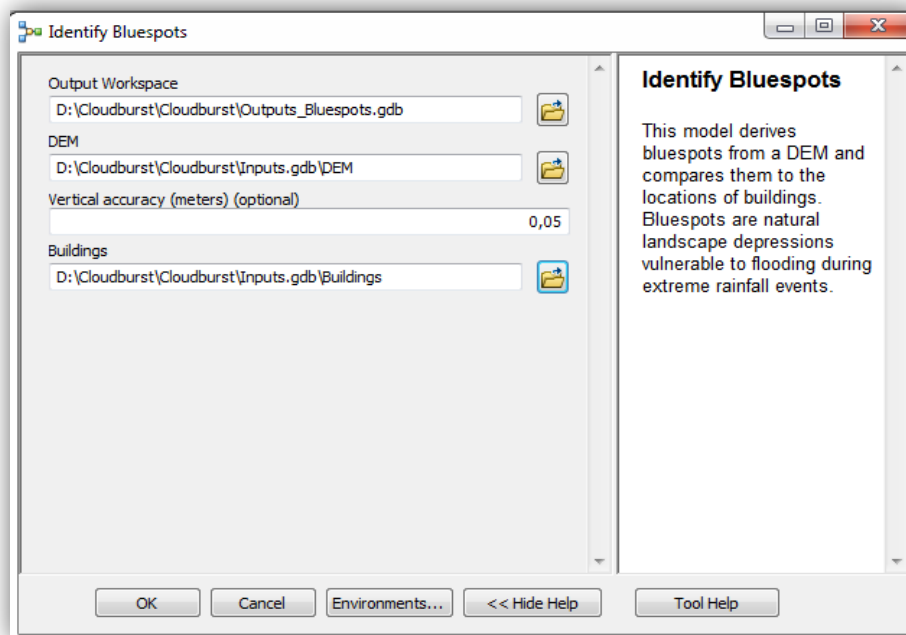 Identify Bluespots
Output Workspace
D:\Cloudburst\Cloudburst\Outputs_Bluespots.gdb
DEM
D:\Cloudburst\Cloudburst\Inputs.gdb\DEM
Vertical accuracy (meters) (optional)
0,05
Buildings
D:\Cloudburst\Cloudburst\Inputs.gdb\Buildings
Identify Bluespots
This model derives
bluespots from a DEM and
compares them to the
locations of buildings.
Bluespots are natural
landscape depressions
vulnerable to flooding during
extreme rainfall events.
OK Cancel Environments... << Hide Help Tool Help